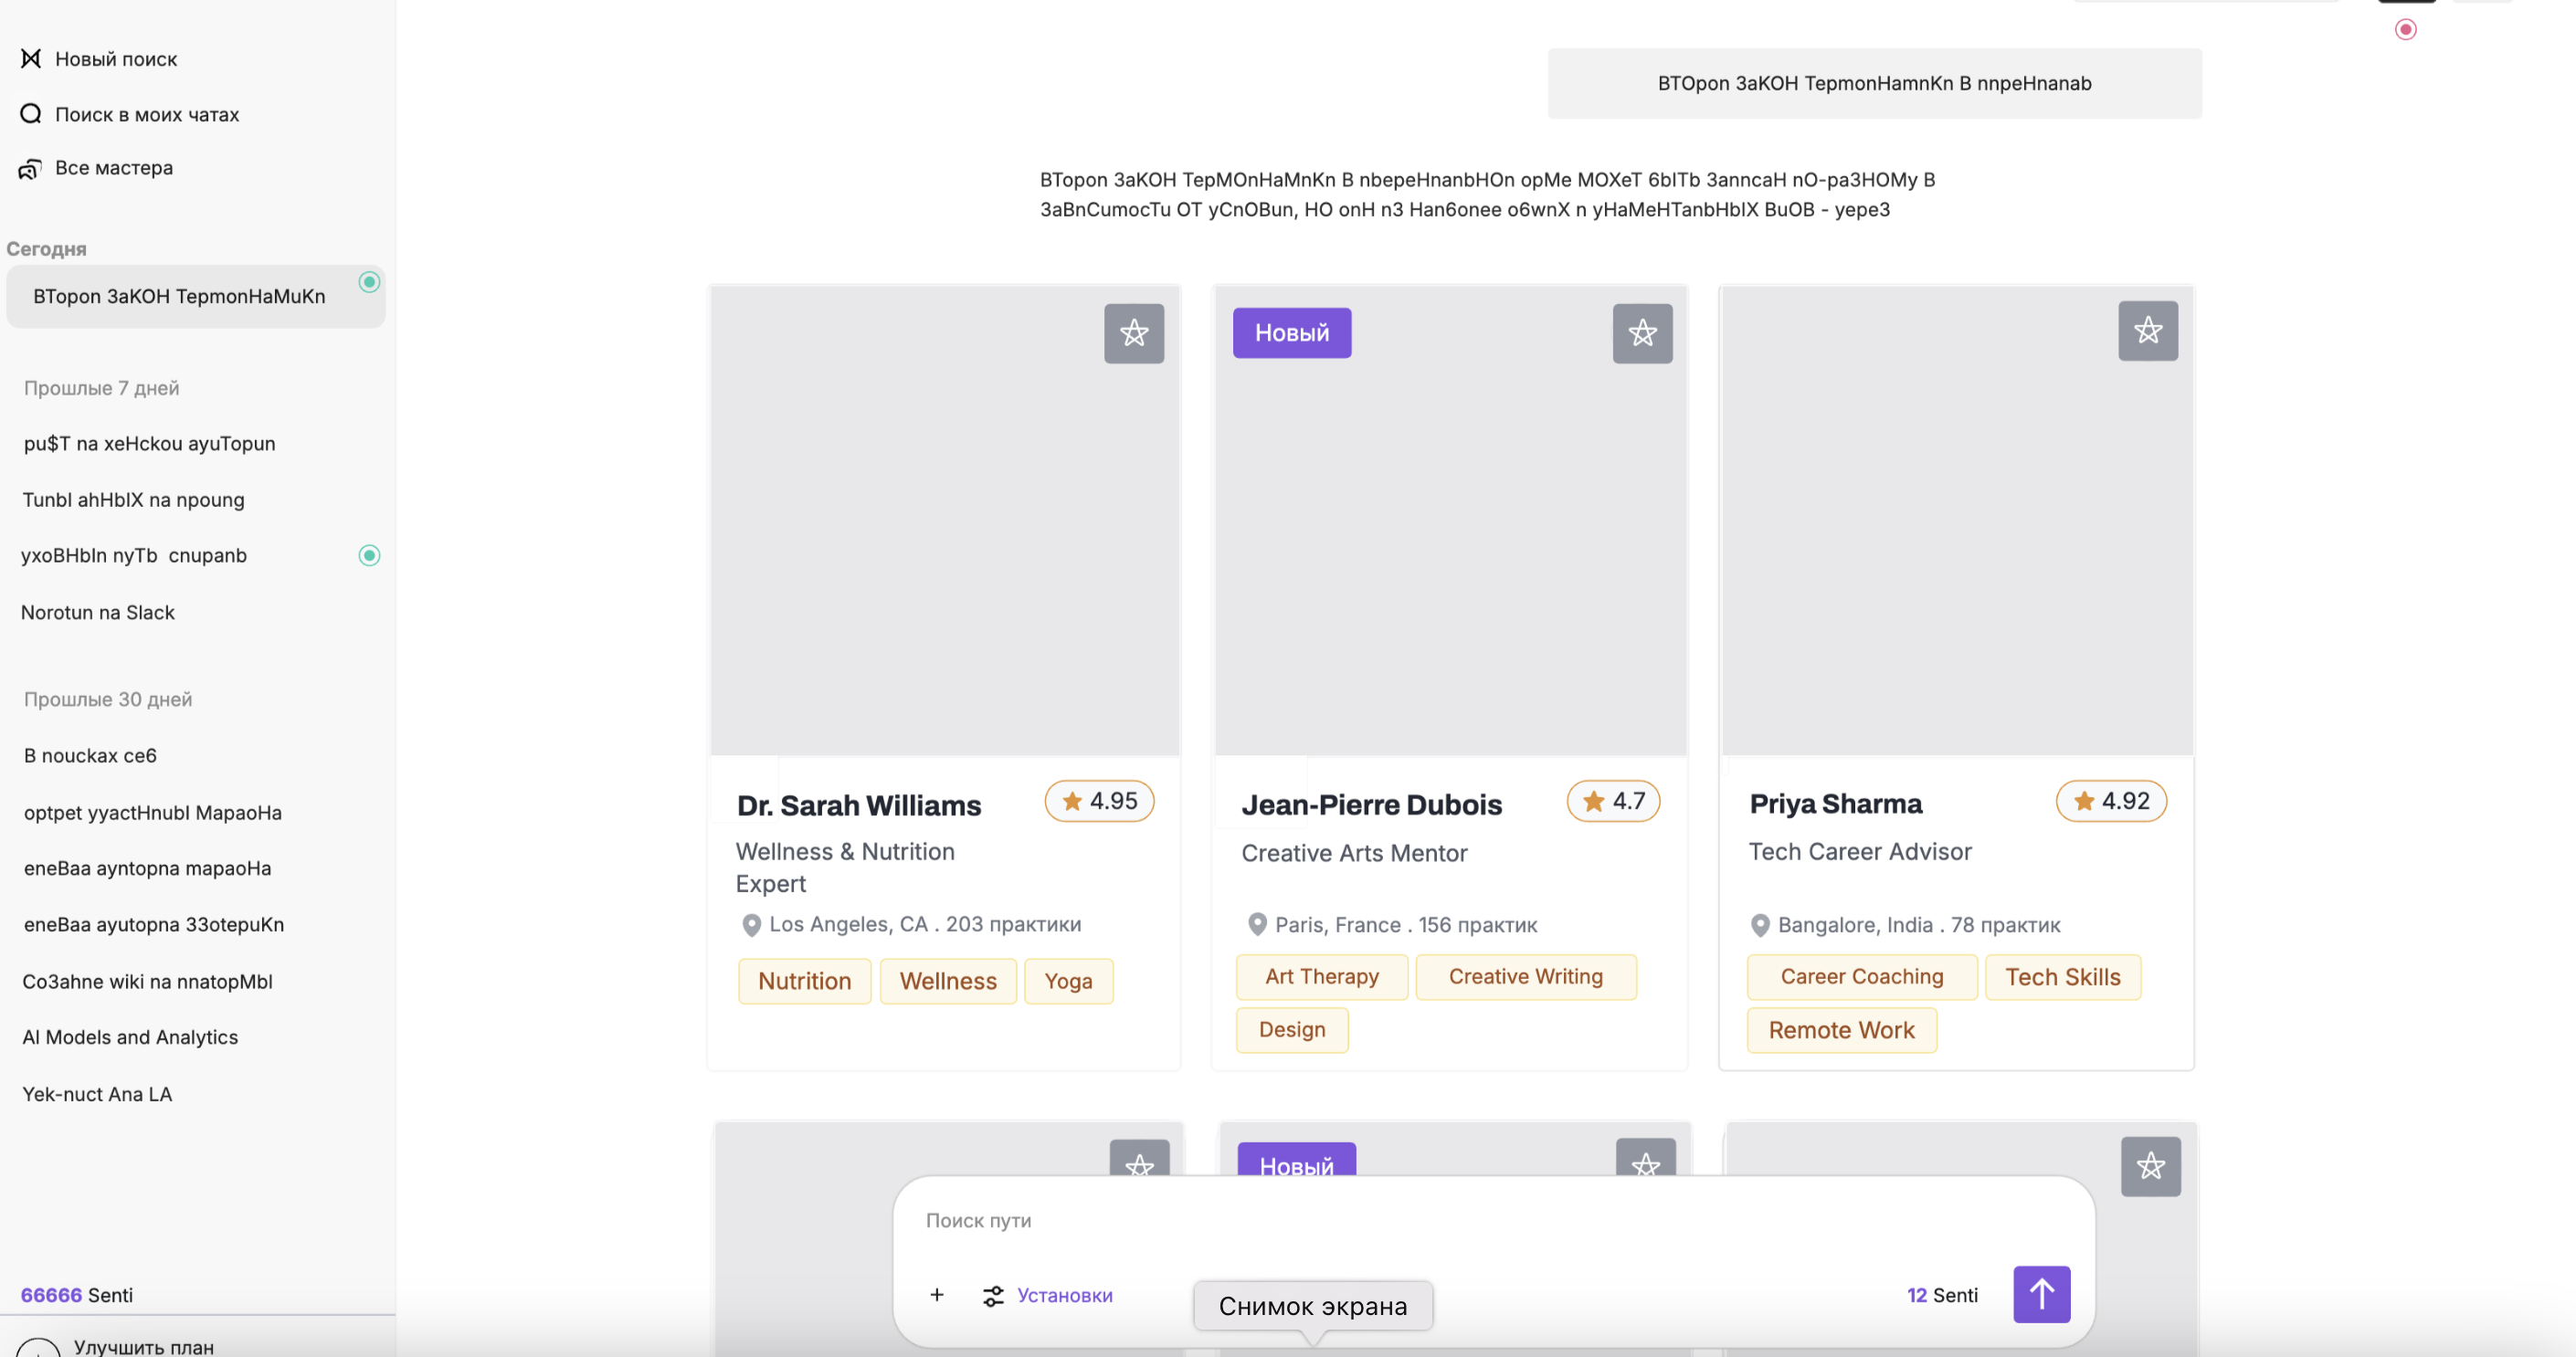 Новый поиск
Поиск в моих чатах
Все мастера
Сегодня
BTopon 3aKOH TepmonHaMuKn
Прошлые 7 дней
pu$T na xeHckou ayuTopun
Tunbl ahHbIX na npoung
yxoBHbIn nyTb cnupanb
Norotun na Slack
Прошлые 30 дней
B nouckax ce6
optpet yyactHnubl MapaoHa
eneBaa ayntopna mapaoHa
eneBaa ayutopna 33otepuKn
Co3ahne wiki na nnatopMbl
AI Models and Analytics
Yek-nuct Ana LA
66666 Senti
Улучшить план
BTOpon 3aKOH TepmonHamnKn B nnpeHnanab
BTopon 3aKOH TepMOnHaMnKn B nbepeHnanbHOn opMe MOXeT 6bITb 3anncaH nO-pa3HOMy B
3aBnCumocTu OT yCnOBun, HO onH n3 Han6onee o6wnX n yHaMeHTanbHbIX BuOB - yepe3
Dr. Sarah Williams
4.95
Wellness & Nutrition
Expert
Los Angeles, CA . 203 практики
Nutrition
Wellness
Yoga
Новый
Jean-Pierre Dubois
4.7
Creative Arts Mentor
Paris, France . 156 практик
Art Therapy
Creative Writing
Design
Priya Sharma
4.92
Tech Career Advisor
Bangalore, India . 78 практик
Career Coaching
Tech Skills
Remote Work
Новый
Поиск пути
+
Установки
12 Senti
Снимок экрана